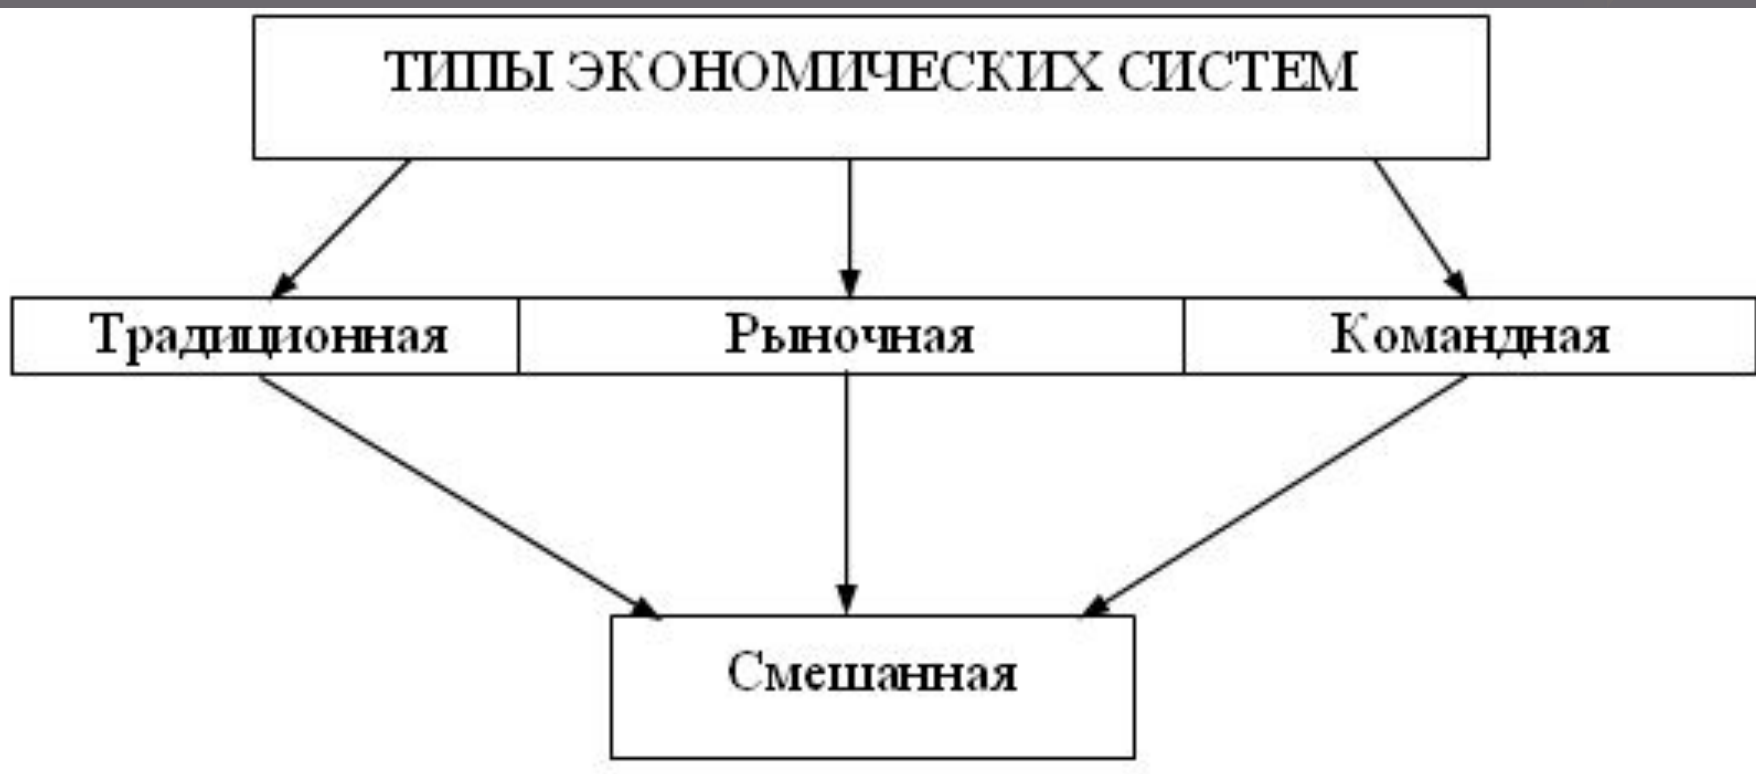 ТИПЫ ЭКОНОМИЧЕСКИХ СИСТЕМ
Традиционная Рыночная Командная
Смешанная